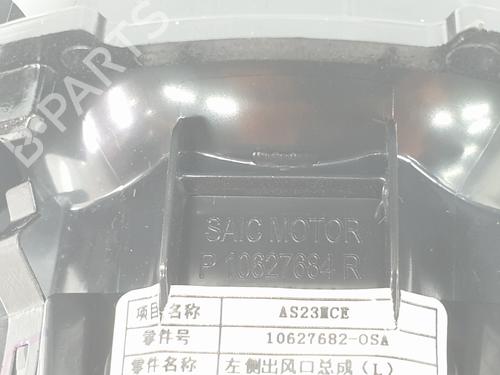 B-PARTS
SAIC MOTOR
P 10627684 R
项目名称 AS23MCE
零件号 10627682-OSA
零件名称 左侧出风口总成(L)